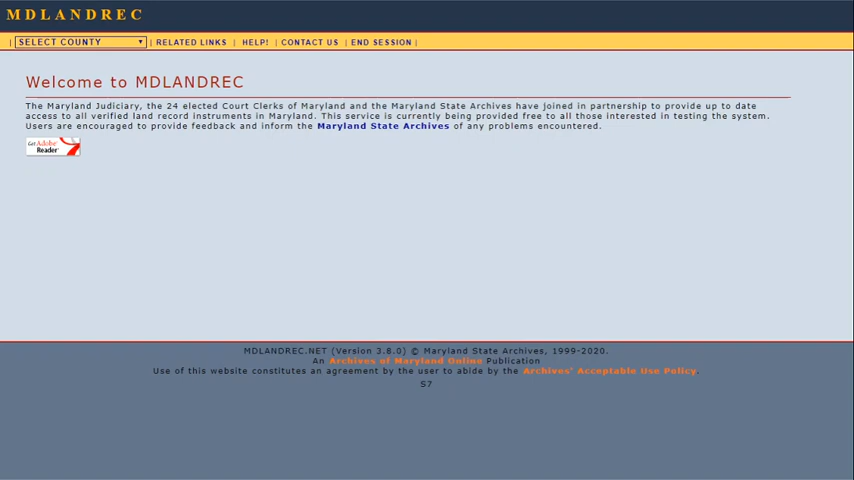 MDLANDREC
| SELECT COUNTY ▼ | RELATED LINKS | HELP! | CONTACT US | END SESSION |
Welcome to MDLANDREC
The Maryland Judiciary, the 24 elected Court Clerks of Maryland and the Maryland State Archives have joined in partnership to provide up to date
access to all verified land record instruments in Maryland. This service is currently being provided free to all those interested in testing the system.
Users are encouraged to provide feedback and inform the Maryland State Archives of any problems encountered.
Get Adobe
Reader
MDLANDREC.NET (Version 3.8.0) © Maryland State Archives, 1999-2020.
An Archives of Maryland Online Publication
Use of this website constitutes an agreement by the user to abide by the Archives' Acceptable Use Policy.
S7